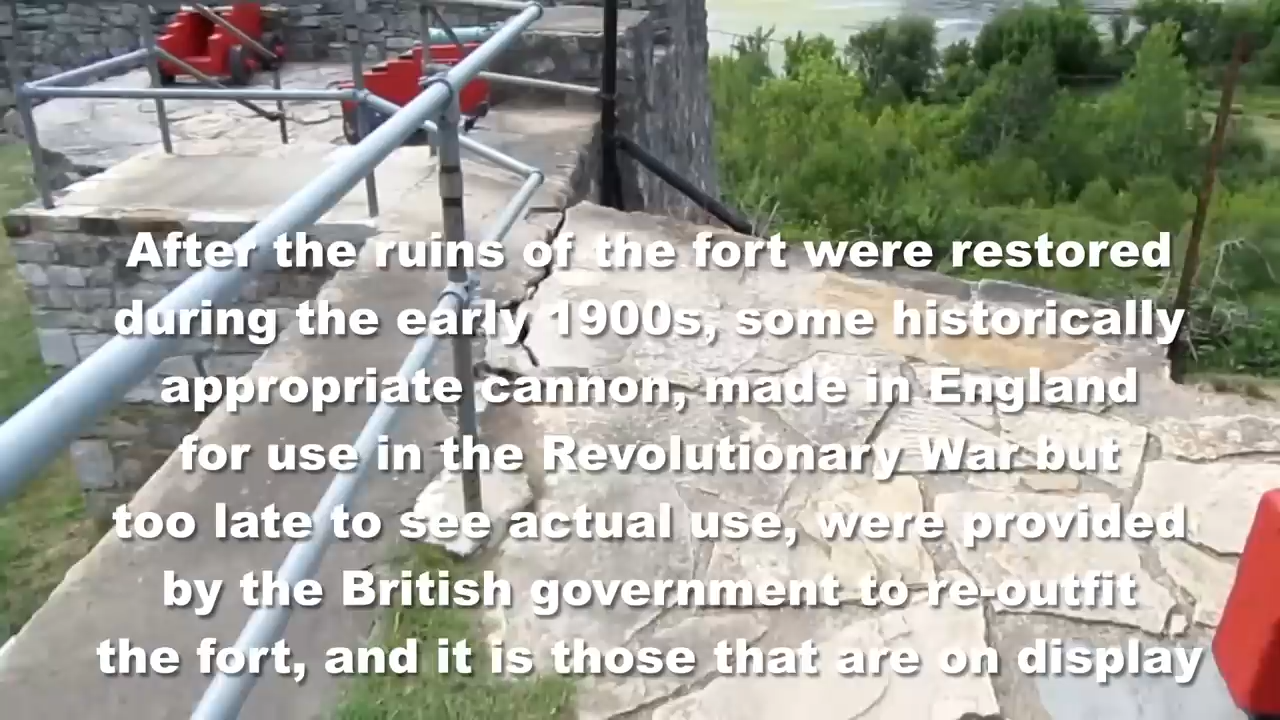 After the ruins of the fort were restored
during the early 1900s, some historically
appropriate cannon, made in England
for use in the Revolutionary War but
too late to see actual use, were provided
by the British government to re-outfit
the fort, and it is those that are on display